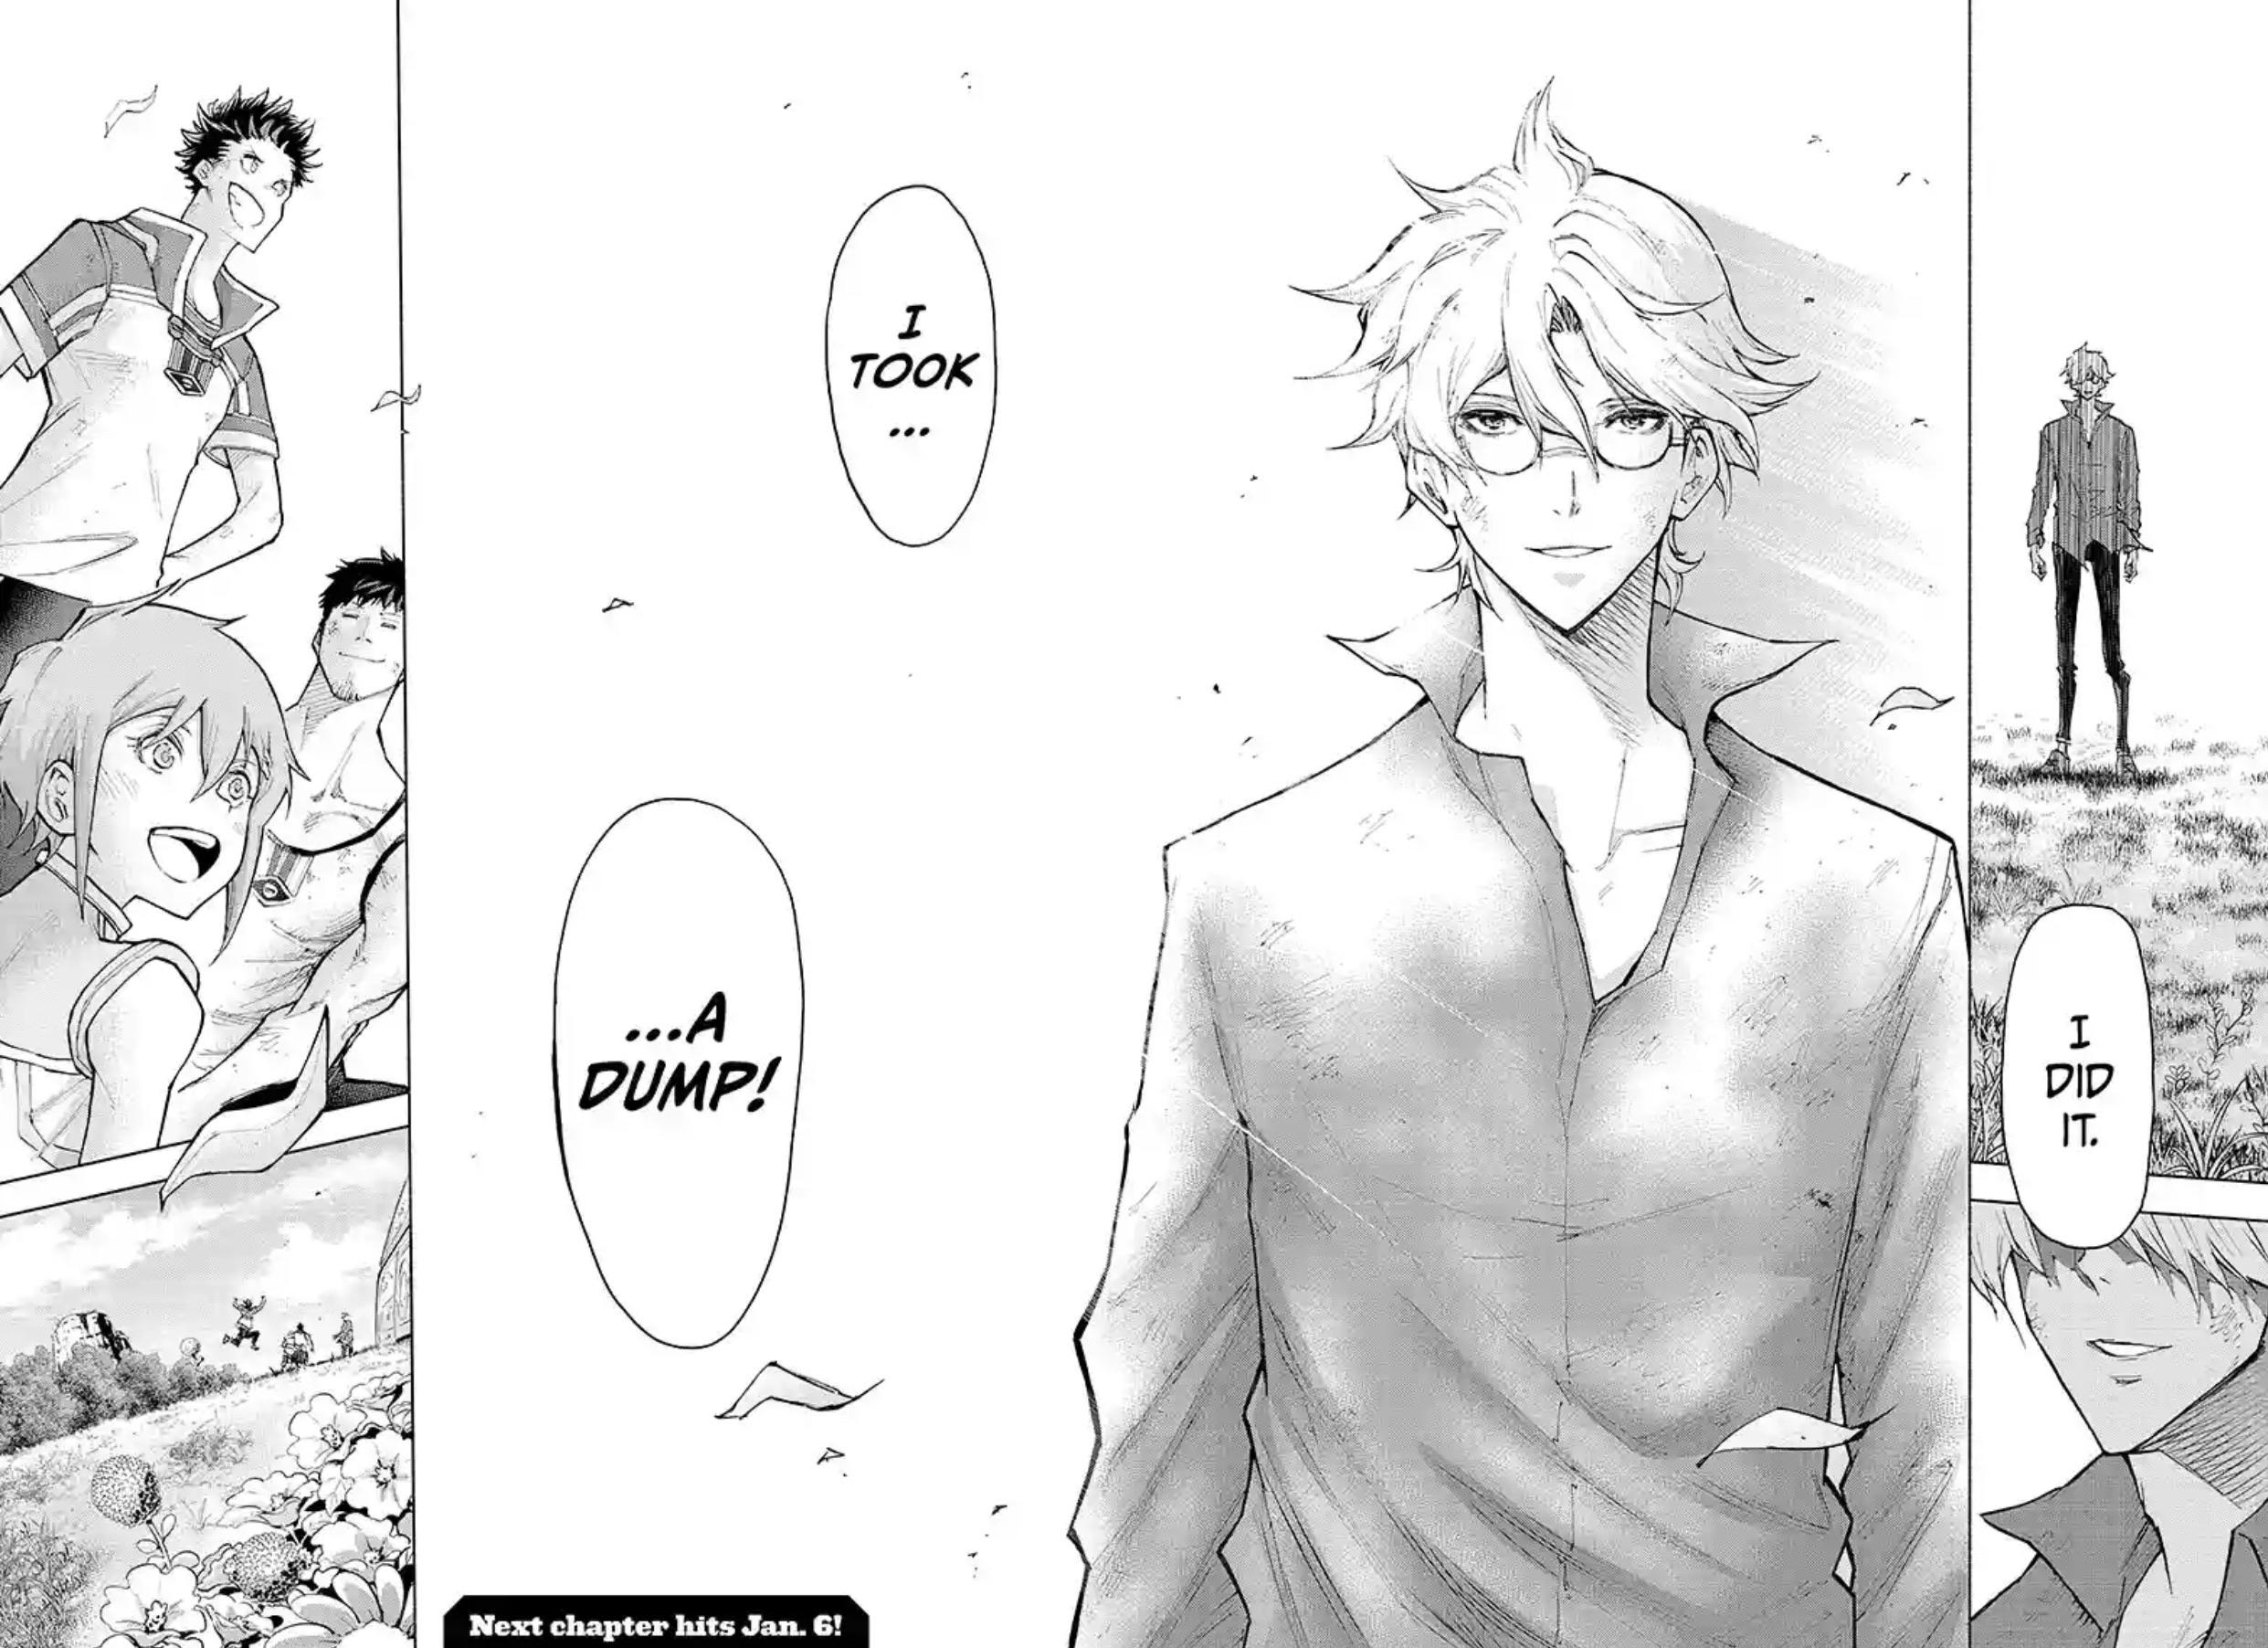 I
DID
IT.
I
TOOK
...
...A
DUMP!
Next chapter hits Jan. 6!